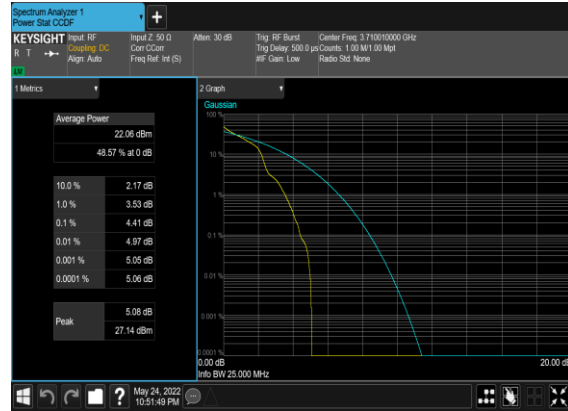 Spectrum Analyzer 1
Power Stat CCDF
KEYSIGHT
R T
LM
Input: RF
Coupling: DC
Align: Auto
Input Z: 50 Ω
Corr CCorr
Freq Ref: Int (S)
Atten: 30 dB
Trig: RF Burst
Trig Delay: 500.0 µs
#IF Gain: Low
Center Freq: 3.710010000 GHz
Counts: 1.00 M/1.00 Mpt
Radio Std: None
1 Metrics
Average Power
22.06 dBm
48.57 % at 0 dB
10.0 % 2.17 dB
1.0 % 3.53 dB
0.1 % 4.41 dB
0.01 % 4.97 dB
0.001 % 5.05 dB
0.0001 % 5.06 dB
Peak
5.08 dB
27.14 dBm
2 Graph
Gaussian
100 %
10 %
1 %
0.1 %
0.01 %
0.001 %
0.0001 %
0.00 dB
20.00 dB
Info BW 25.000 MHz
?
May 24, 2022
10:51:49 PM